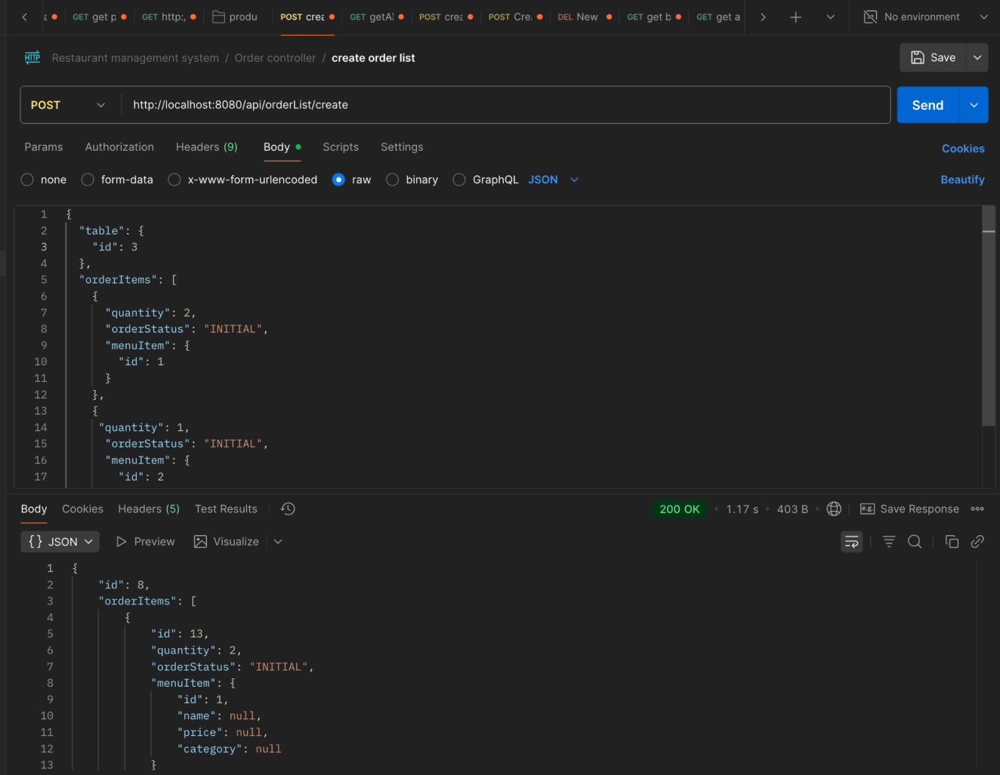 GET get p
GET http:,
produ
POST crea
GET getAl
POST crea
POST Cre.
DEL New
GET get b,
GET get a
No environment
HTTP Restaurant management system / Order controller / create order list
Save
POST http://localhost:8080/api/orderList/create
Send
Params Authorization Headers (9) Body Scripts Settings
Cookies
none form-data x-www-form-urlencoded raw binary GraphQL JSON
Beautify
1 {
2 "table": {
3 "id": 3
4 },
5 "orderItems": [
6 {
7 "quantity": 2,
8 "orderStatus": "INITIAL",
9 "menuItem": {
10 "id": 1
11 }
12 },
13 {
14 "quantity": 1,
15 "orderStatus": "INITIAL",
16 "menuItem": {
17 "id": 2
Body Cookies Headers (5) Test Results
200 OK • 1.17 s • 403 B •
e.g. Save Response
{} JSON Preview Visualize
1 {
2 "id": 8,
3 "orderItems": [
4 {
5 "id": 13,
6 "quantity": 2,
7 "orderStatus": "INITIAL",
8 "menuItem": {
9 "id": 1,
10 "name": null,
11 "price": null,
12 "category": null
13 }